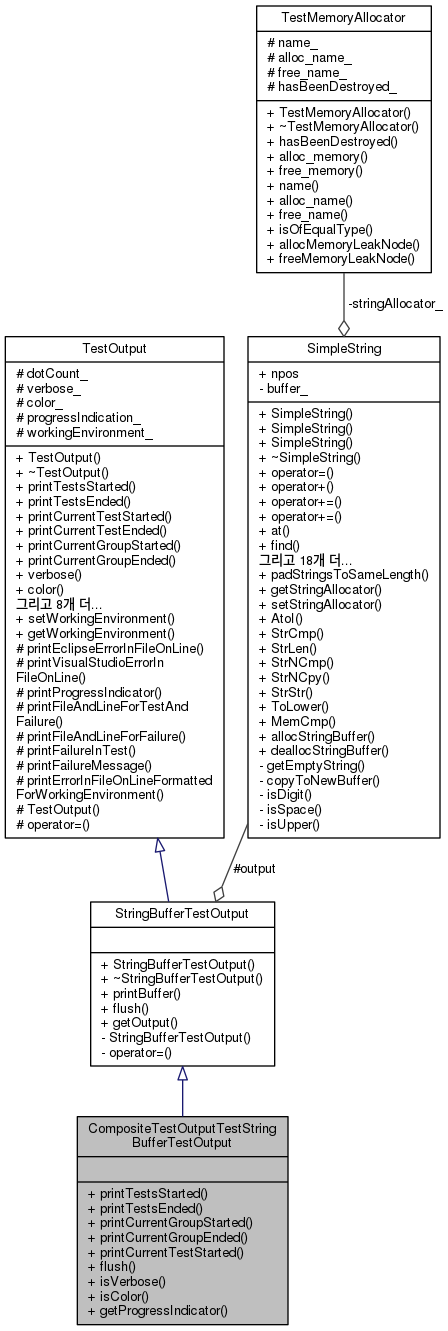 TestMemoryAllocator
# name_
# alloc_name_
# free_name_
# hasBeenDestroyed_
+ TestMemoryAllocator()
+ ~TestMemoryAllocator()
+ hasBeenDestroyed()
+ alloc_memory()
+ free_memory()
+ name()
+ alloc_name()
+ free_name()
+ isOfEqualType()
+ allocMemoryLeakNode()
+ freeMemoryLeakNode()
-stringAllocator_
TestOutput
# dotCount_
# verbose_
# color_
# progressIndication_
# workingEnvironment_
+ TestOutput()
+ ~TestOutput()
+ printTestsStarted()
+ printTestsEnded()
+ printCurrentTestStarted()
+ printCurrentTestEnded()
+ printCurrentGroupStarted()
+ printCurrentGroupEnded()
+ verbose()
+ color()
그리고 8개 더...
+ setWorkingEnvironment()
+ getWorkingEnvironment()
# printEclipseErrorInFileOnLine()
# printVisualStudioErrorIn
FileOnLine()
# printProgressIndicator()
# printFileAndLineForTestAnd
Failure()
# printFileAndLineForFailure()
# printFailureInTest()
# printFailureMessage()
# printErrorInFileOnLineFormatted
ForWorkingEnvironment()
# TestOutput()
# operator=()
SimpleString
+ npos
- buffer_
+ SimpleString()
+ SimpleString()
+ SimpleString()
+ ~SimpleString()
+ operator=()
+ operator+()
+ operator+=()
+ operator+=()
+ at()
+ find()
그리고 18개 더...
+ padStringsToSameLength()
+ getStringAllocator()
+ setStringAllocator()
+ AtoI()
+ StrCmp()
+ StrLen()
+ StrNCmp()
+ StrNCpy()
+ StrStr()
+ ToLower()
+ MemCmp()
+ allocStringBuffer()
+ deallocStringBuffer()
- getEmptyString()
- copyToNewBuffer()
- isDigit()
- isSpace()
- isUpper()
#output
StringBufferTestOutput
+ StringBufferTestOutput()
+ ~StringBufferTestOutput()
+ printBuffer()
+ flush()
+ getOutput()
- StringBufferTestOutput()
- operator=()
CompositeTestOutputTestString
BufferTestOutput
+ printTestsStarted()
+ printTestsEnded()
+ printCurrentGroupStarted()
+ printCurrentGroupEnded()
+ printCurrentTestStarted()
+ flush()
+ isVerbose()
+ isColor()
+ getProgressIndicator()